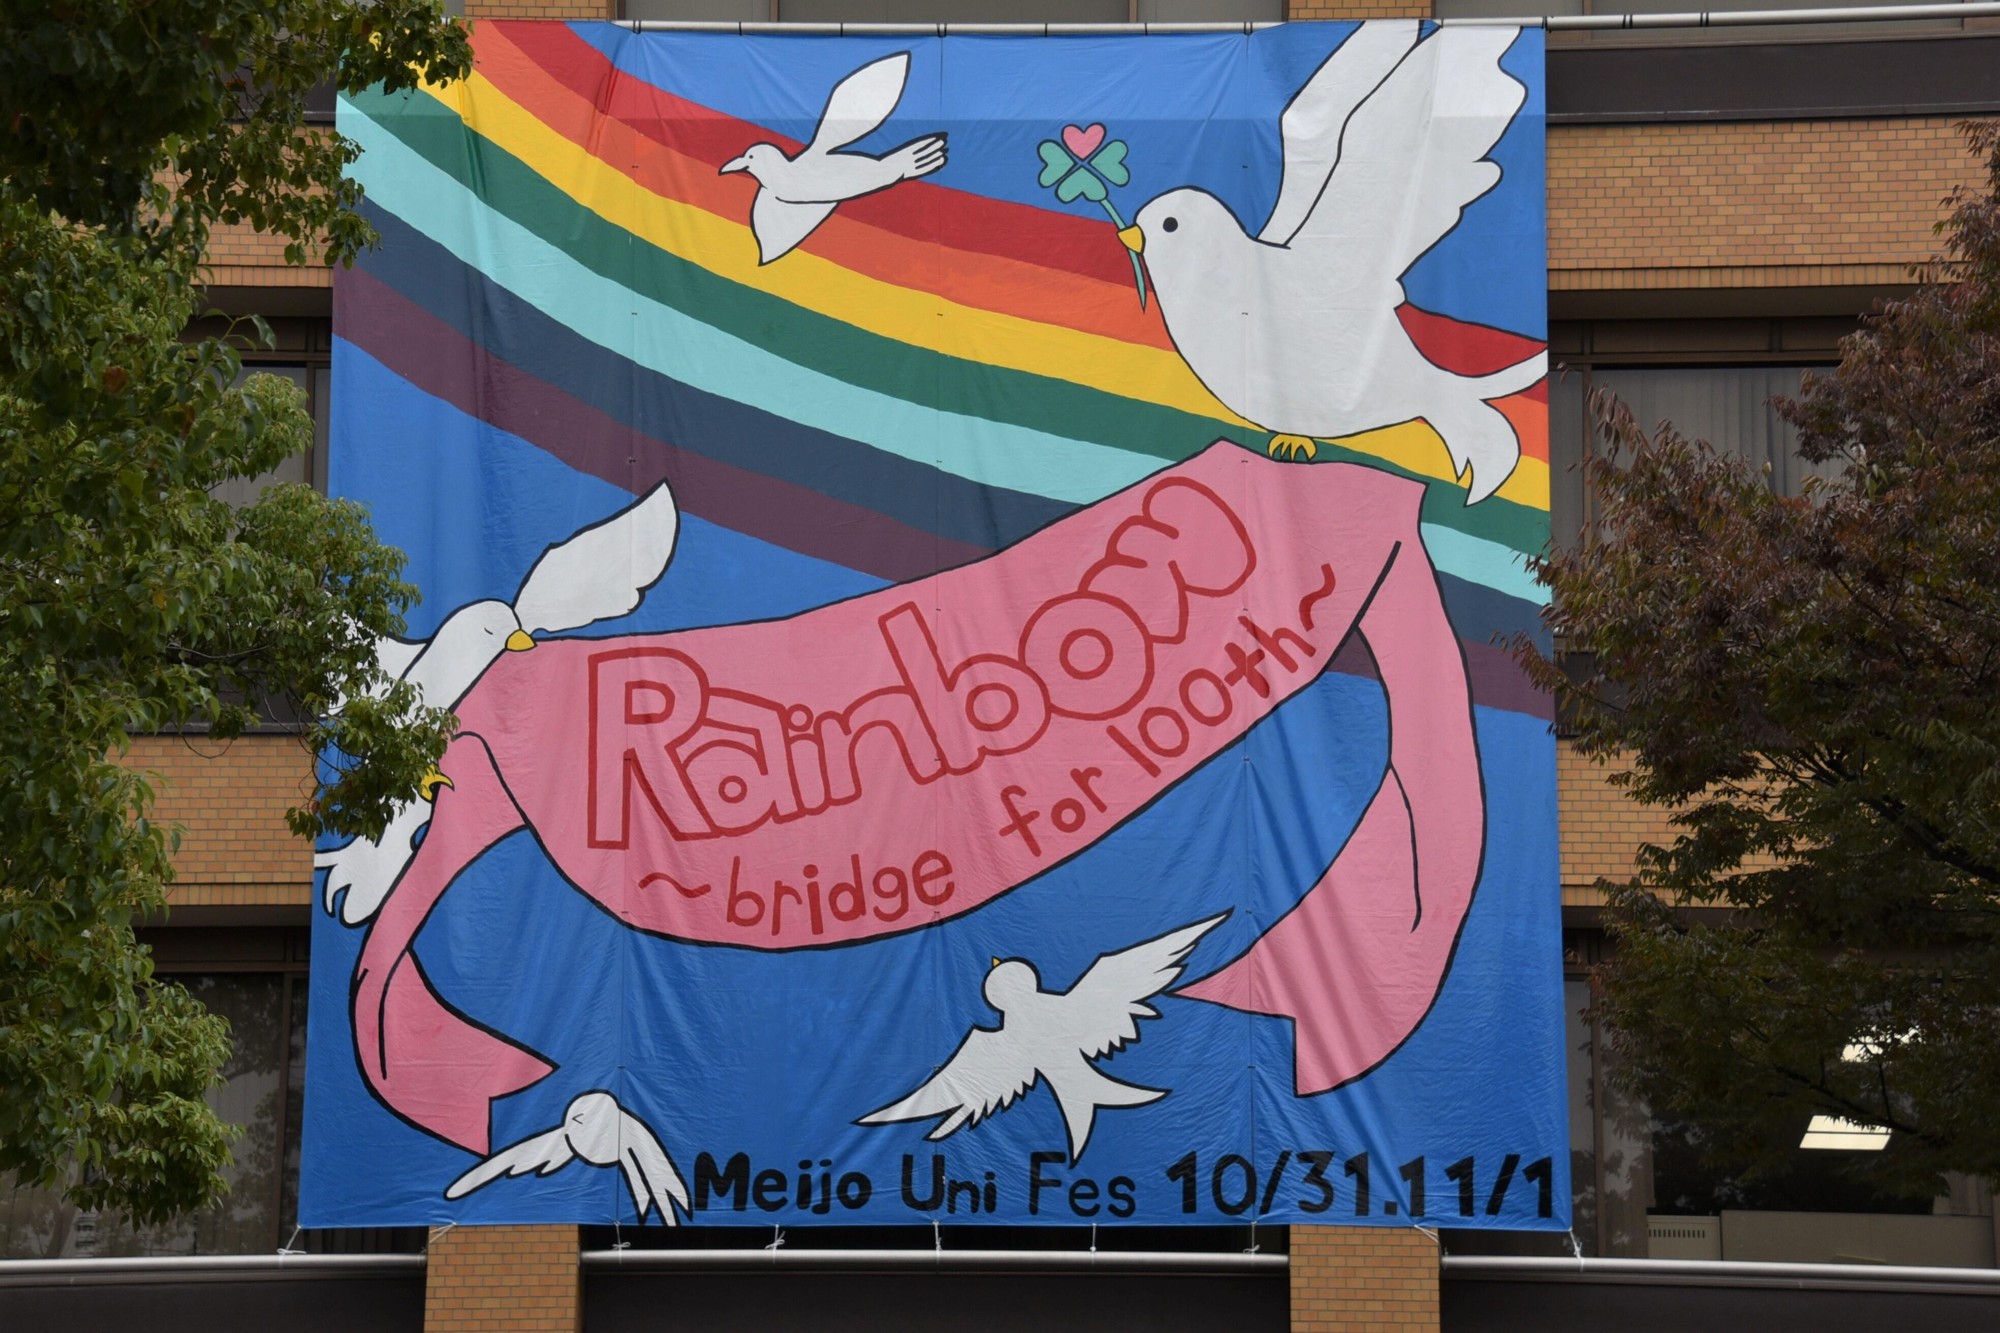 Rainbow
~bridge for 100th~
Meijo Uni Fes 10/31.11/1